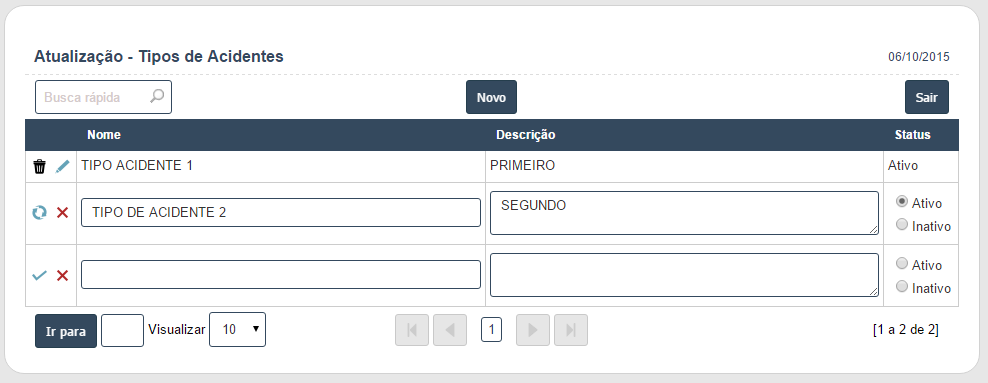 Atualização - Tipos de Acidentes 06/10/2015
Busca rápida Novo Sair
Nome Descrição Status
TIPO ACIDENTE 1 PRIMEIRO Ativo
TIPO DE ACIDENTE 2 SEGUNDO Ativo
Inativo
Ativo
Inativo
Ir para Visualizar 10 1 [1 a 2 de 2]